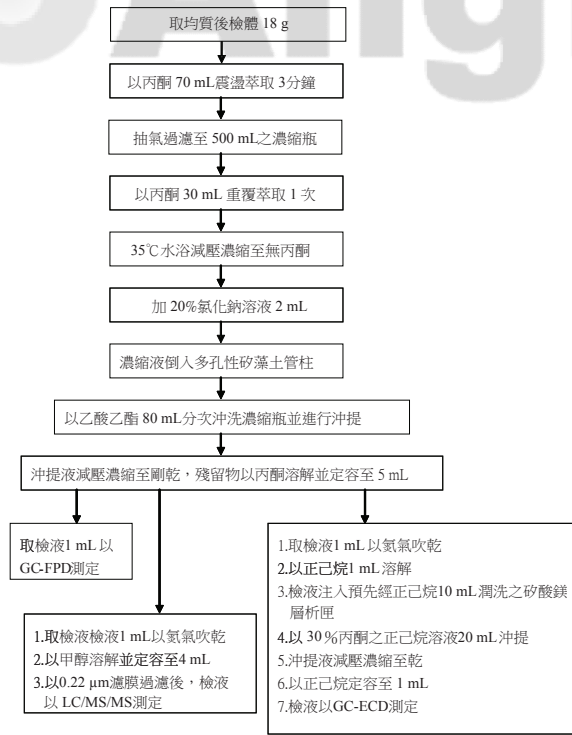 取均質後檢體 18 g
以丙酮 70 mL震盪萃取 3分鐘
抽氣過濾至 500 mL之濃縮瓶
以丙酮 30 mL 重覆萃取 1 次
35℃水浴減壓濃縮至無丙酮
加 20%氯化鈉溶液 2 mL
濃縮液倒入多孔性矽藻土管柱
以乙酸乙酯 80 mL分次沖洗濃縮瓶並進行沖提
沖提液減壓濃縮至剛乾，殘留物以丙酮溶解並定容至 5 mL
取檢液1 mL 以
GC-FPD測定
1.取檢液檢液1 mL以氮氣吹乾
2.以甲醇溶解並定容至4 mL
3.以0.22 μm濾膜過濾後，檢液
以 LC/MS/MS測定
1.取檢液1 mL以氮氣吹乾
2.以正己烷1 mL溶解
3.檢液注入預先經正己烷10 mL潤洗之矽酸鎂
層析匣
4.以 30％丙酮之正己烷溶液20 mL沖提
5.沖提液減壓濃縮至乾
6.以正己烷定容至 1 mL
7.檢液以GC-ECD測定